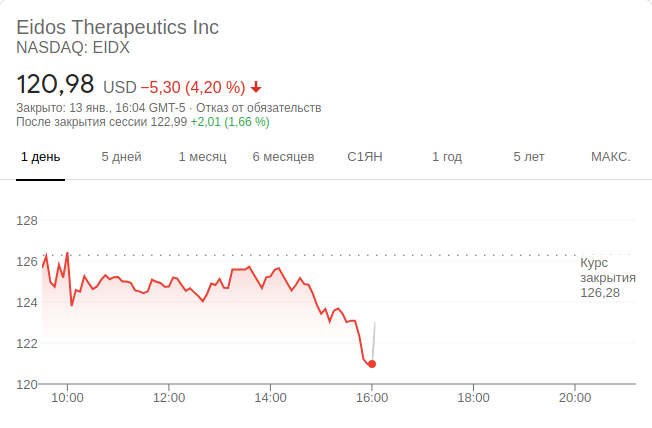 Eidos Therapeutics Inc
NASDAQ: EIDX
120,98 USD −5,30 (4,20 %)
Закрыто: 13 янв., 16:04 GMT-5 · Отказ от обязательств
После закрытия сессии 122,99 +2,01 (1,66 %)
1 день 5 дней 1 месяц 6 месяцев С1ЯН 1 год 5 лет МАКС.
128
126
124
122
120
Курс
закрытия
126,28
10:00 12:00 14:00 16:00 18:00 20:00